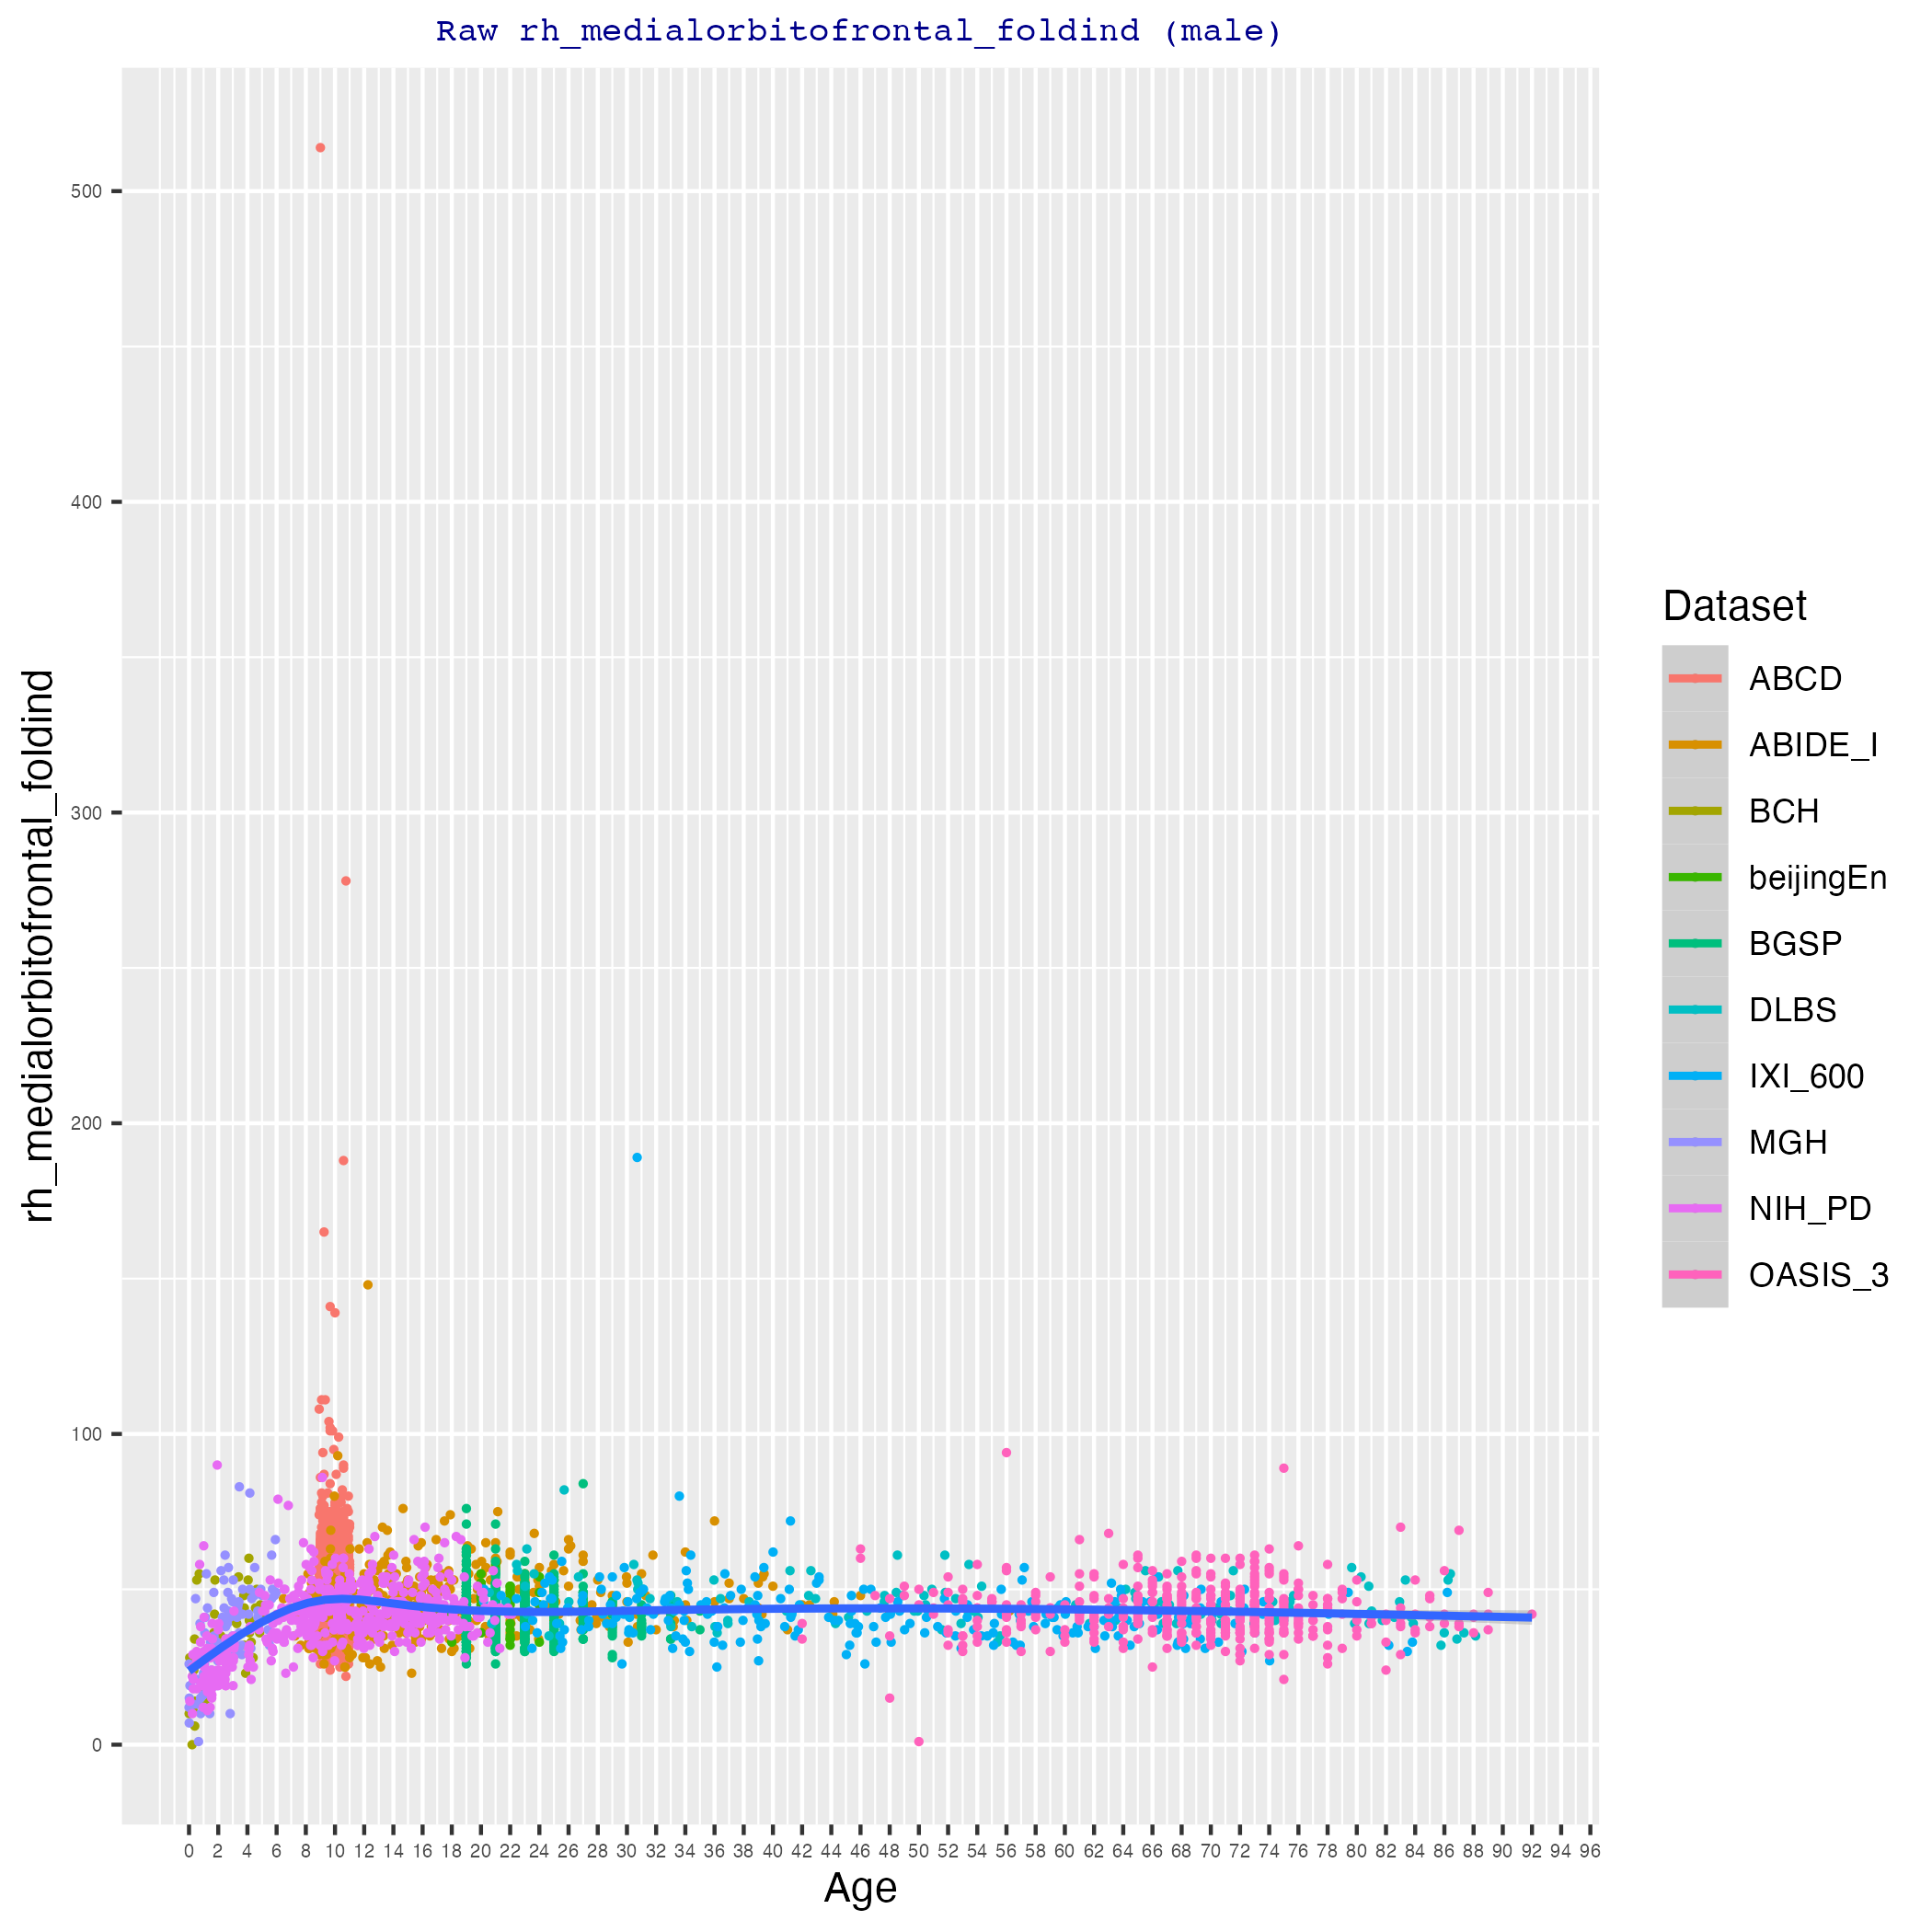 Raw rh_medialorbitofrontal_foldind (male)
rh_medialorbitofrontal_foldind
500
400
300
200
100
0
0 2 4 6 8 10 12 14 16 18 20 22 24 26 28 30 32 34 36 38 40 42 44 46 48 50 52 54 56 58 60 62 64 66 68 70 72 74 76 78 80 82 84 86 88 90 92 94 96
Age
Dataset
ABCD
ABIDE_I
BCH
beijingEn
BGSP
DLBS
IXI_600
MGH
NIH_PD
OASIS_3